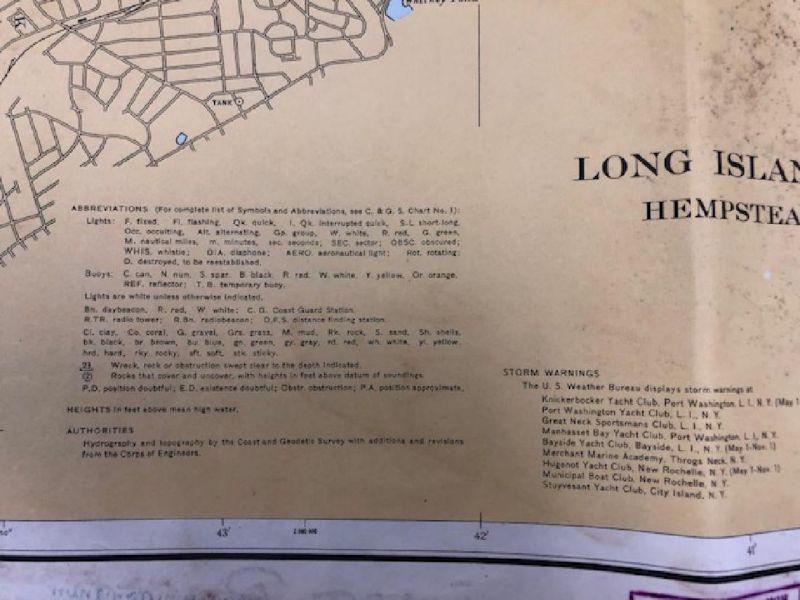 Whitney Point
TANK
LONG ISLAN
HEMPSTEA
ABBREVIATIONS (For complete list of Symbols and Abbreviations, see C. & G. S. Chart No. 1):
Lights: F. fixed, Fl. flashing, Qk. quick, I. Qk. interrupted quick, S-L short-long,
Occ. occulting, Alt. alternating, Gp. group, W. white, R. red, G. green,
M. nautical miles, m. minutes, sec. seconds; SEC. sector; OBSC. obscured;
WHIS. whistle; DIA. diaphone; AERO. aeronautical light; Rot. rotating;
D. destroyed, to be reestablished.
Buoys: C. can, N. nun, S. spar, B. black, R. red, W. white, Y. yellow, Or. orange,
REF. reflector; T.B. temporary buoy.
Lights are white unless otherwise indicated.
Bn. daybeacon, R. red, W. white; C.G. Coast Guard Station.
R.TR. radio tower; R.Bn. radiobeacon; D.F.S. distance finding station.
Cl. clay, Co. coral, G. gravel, Grs. grass, M. mud, Rk. rock, S. sand, Sh. shells,
bk. black, br. brown, bu. blue, gn. green, gy. gray, rd. red, wh. white, yl. yellow,
hrd. hard, rky. rocky, sft. soft, stk. sticky.
21 Wreck, rock or obstruction swept clear to the depth indicated.
(2) Rocks that cover and uncover, with heights in feet above datum of soundings.
P.D. position doubtful; E.D. existence doubtful; Obstr. obstruction; P.A. position approximate.
HEIGHTS in feet above mean high water.
AUTHORITIES
Hydrography and topography by the Coast and Geodetic Survey with additions and revisions
from the Corps of Engineers.
STORM WARNINGS
The U. S. Weather Bureau displays storm warnings at
Knickerbocker Yacht Club, Port Washington, L. I., N. Y. (May 1
Port Washington Yacht Club, L. I., N. Y.
Great Neck Sportsmans Club, L. I., N. Y.
Manhasset Bay Yacht Club, Port Washington, L. I., N. Y.
Bayside Yacht Club, Bayside, L. I., N. Y. (May 1-Nov. 1)
Merchant Marine Academy, Throgs Neck, N. Y.
Hugenot Yacht Club, New Rochelle, N. Y. (May 1-Nov. 1)
Municipal Boat Club, New Rochelle, N. Y.
Stuyvesant Yacht Club, City Island, N. Y.
43' 42' 41'